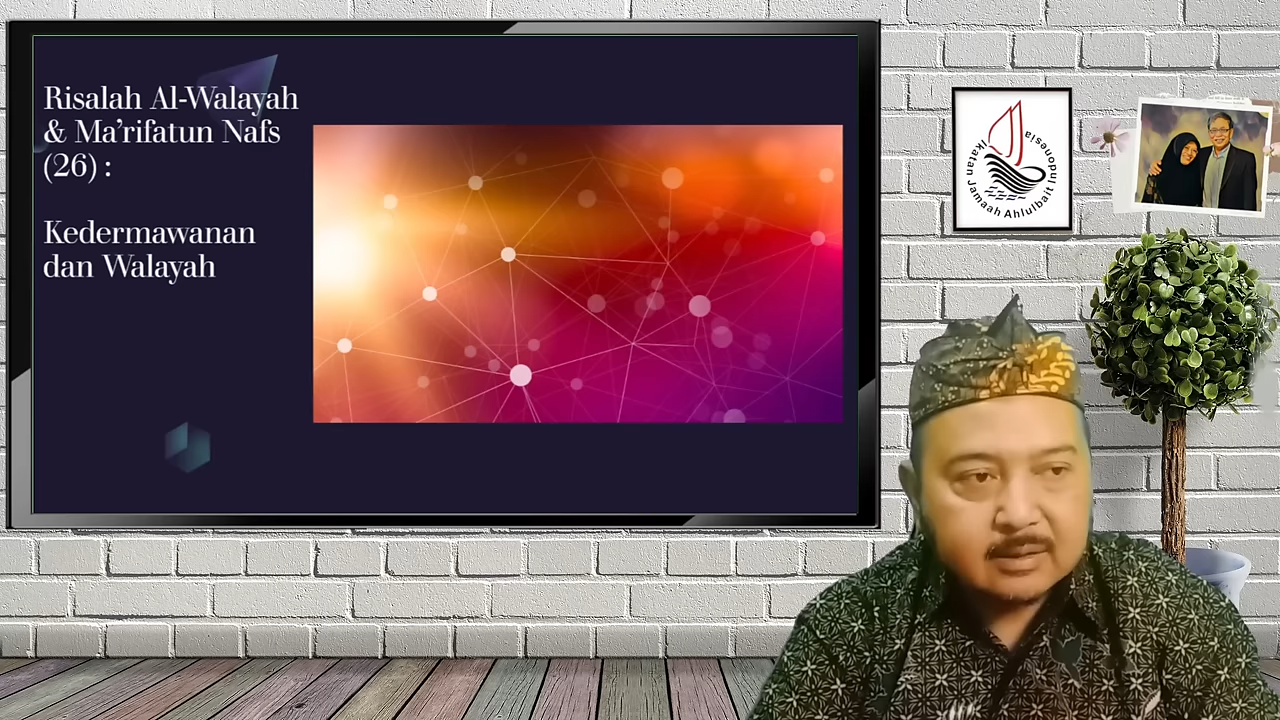 Risalah Al-Walayah
& Ma'rifatun Nafs
(26) :
Kedermawanan
dan Walayah
Ikatan Jamaah Ahlulbait Indonesia